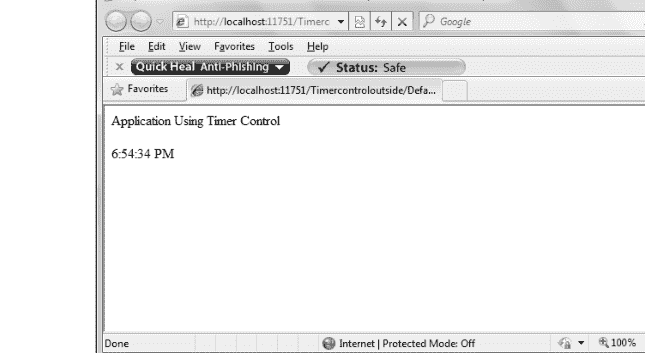 http://localhost:11751/Timerc
Google
File Edit View Favorites Tools Help
x Quick Heal Anti-Phishing Status: Safe
Favorites http://localhost:11751/Timercontroloutside/Defa...
Application Using Timer Control
6:54:34 PM
Done Internet | Protected Mode: Off 100%